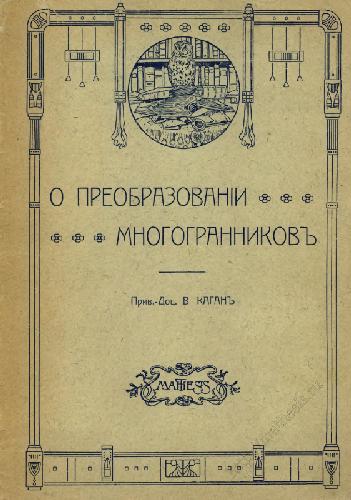 О ПРЕОБРАЗОВАНІИ
МНОГОГРАННИКОВЪ
Прив.-Доц. В КАГАНЪ
MATHESIS